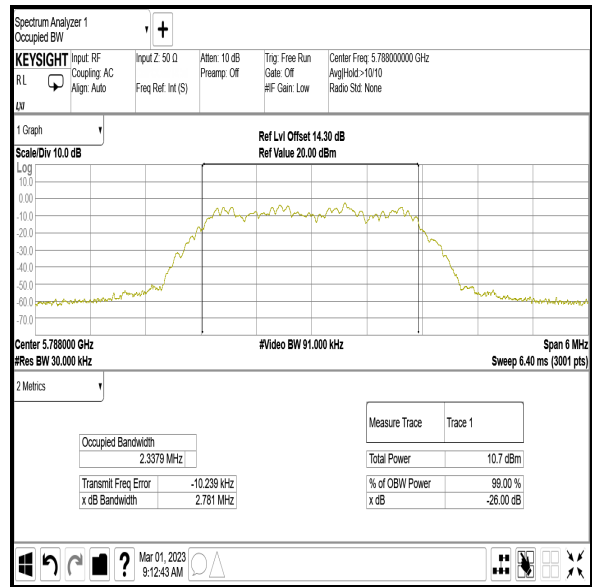 Spectrum Analyzer 1
Occupied BW
+
KEYSIGHT
RL
LXI
Input: RF
Coupling: AC
Align: Auto
Input Z: 50 Ω
Freq Ref: Int (S)
Atten: 10 dB
Preamp: Off
Trig: Free Run
Gate: Off
#IF Gain: Low
Center Freq: 5.788000000 GHz
Avg|Hold:>10/10
Radio Std: None
1 Graph
Scale/Div 10.0 dB
Ref Lvl Offset 14.30 dB
Ref Value 20.00 dBm
Log
10.0
0.00
-10.0
-20.0
-30.0
-40.0
-50.0
-60.0
-70.0
Center 5.788000 GHz
#Res BW 30.000 kHz
#Video BW 91.000 kHz
Span 6 MHz
Sweep 6.40 ms (3001 pts)
2 Metrics
Occupied Bandwidth
2.3379 MHz
Transmit Freq Error -10.239 kHz
x dB Bandwidth 2.781 MHz
Measure Trace Trace 1
Total Power 10.7 dBm
% of OBW Power 99.00 %
x dB -26.00 dB
?
Mar 01, 2023
9:12:43 AM